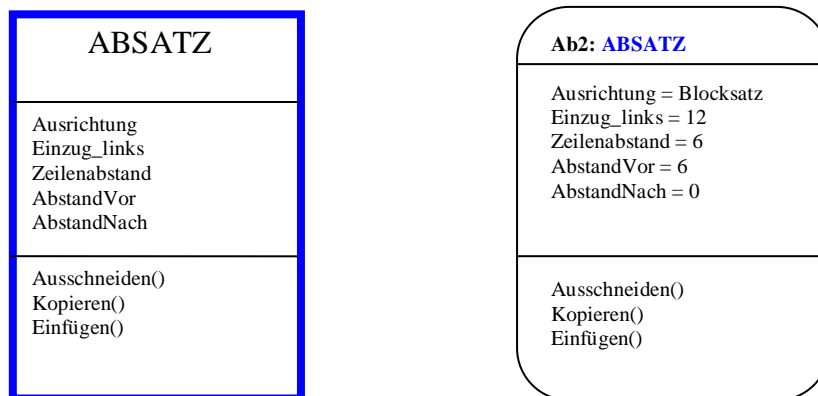 ABSATZ
Ausrichtung
Einzug_links
Zeilenabstand
AbstandVor
AbstandNach
Ausschneiden()
Kopieren()
Einfügen()
Ab2: ABSATZ
Ausrichtung = Blocksatz
Einzug_links = 12
Zeilenabstand = 6
AbstandVor = 6
AbstandNach = 0
Ausschneiden()
Kopieren()
Einfügen()